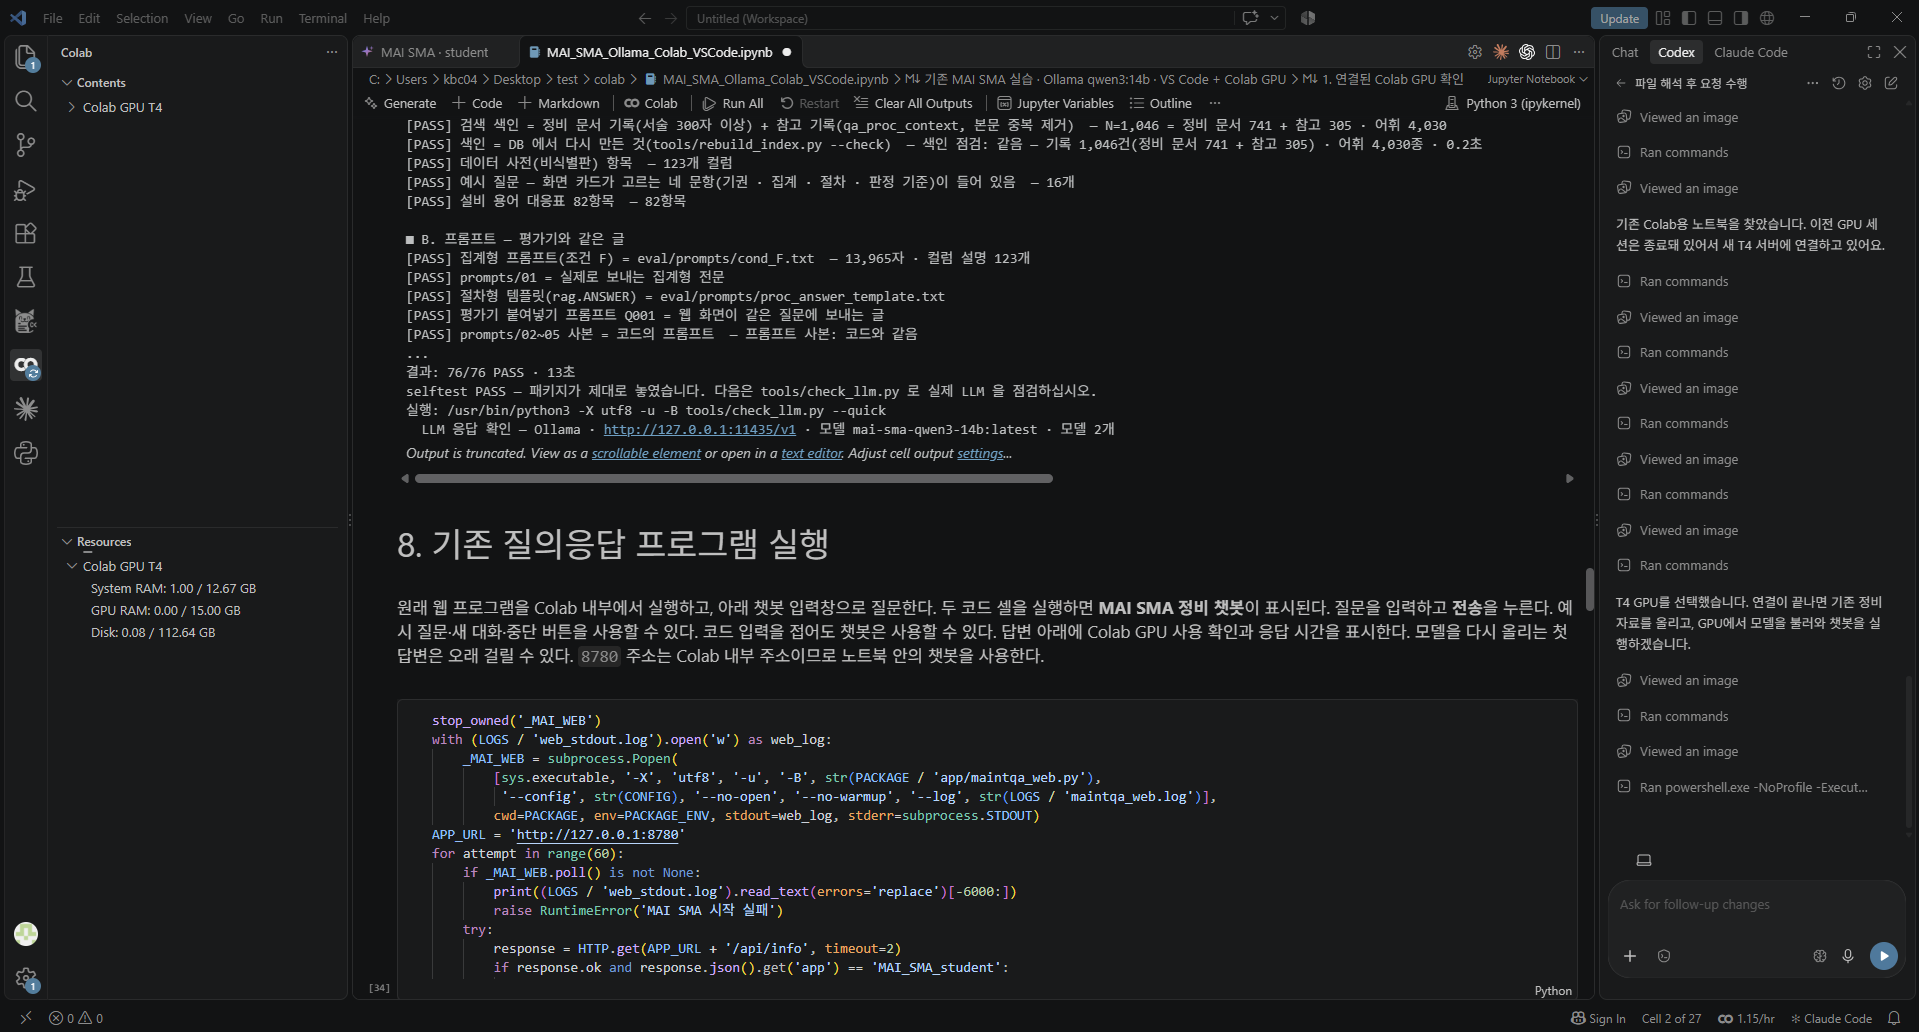 File Edit Selection View Go Run Terminal Help
Untitled (Workspace)
Update
Colab
MAI SMA · student
MAI_SMA_Ollama_Colab_VSCode.ipynb
Chat Codex Claude Code
Contents
Colab GPU T4
C: > Users > kbc04 > Desktop > test > colab > MAI_SMA_Ollama_Colab_VSCode.ipynb > M↓ 기존 MAI SMA 실습 · Ollama qwen3:14b · VS Code + Colab GPU > M↓ 1. 연결된 Colab GPU 확인
Jupyter Notebook
Generate + Code + Markdown Colab Run All Restart Clear All Outputs Jupyter Variables Outline ...
Python 3 (ipykernel)
[PASS] 검색 색인 = 정비 문서 기록(서술 300자 이상) + 참고 기록(qa_proc_context, 본문 중복 제거) — N=1,046 = 정비 문서 741 + 참고 305 · 어휘 4,030
[PASS] 색인 = DB 에서 다시 만든 것(tools/rebuild_index.py --check) — 색인 점검: 같음 — 기록 1,046건(정비 문서 741 + 참고 305) · 어휘 4,030종 · 0.2초
[PASS] 데이터 사전(비식별판) 항목 — 123개 컬럼
[PASS] 예시 질문 — 화면 카드가 고르는 네 문항(기권 · 집계 · 절차 · 판정 기준)이 들어 있음 — 16개
[PASS] 설비 용어 대응표 82항목 — 82항목
■ B. 프롬프트 — 평가기와 같은 글
[PASS] 집계형 프롬프트(조건 F) = eval/prompts/cond_F.txt — 13,965자 · 컬럼 설명 123개
[PASS] prompts/01 = 실제로 보내는 집계형 전문
[PASS] 절차형 템플릿(rag.ANSWER) = eval/prompts/proc_answer_template.txt
[PASS] 평가기 붙여넣기 프롬프트 Q001 = 웹 화면이 같은 질문에 보내는 글
[PASS] prompts/02~05 사본 = 코드의 프롬프트 — 프롬프트 사본: 코드와 같음
...
결과: 76/76 PASS · 13초
selftest PASS — 패키지가 제대로 놓였습니다. 다음은 tools/check_llm.py 로 실제 LLM 을 점검하십시오.
실행: /usr/bin/python3 -X utf8 -u -B tools/check_llm.py --quick
LLM 응답 확인 — Ollama · http://127.0.0.1:11435/v1 · 모델 mai-sma-qwen3-14b:latest · 모델 2개
Output is truncated. View as a scrollable element or open in a text editor. Adjust cell output settings...
8. 기존 질의응답 프로그램 실행
원래 웹 프로그램을 Colab 내부에서 실행하고, 아래 챗봇 입력창으로 질문한다. 두 코드 셀을 실행하면 MAI SMA 정비 챗봇이 표시된다. 질문을 입력하고 전송을 누른다. 예
시 질문·새 대화·중단 버튼을 사용할 수 있다. 코드 입력을 접어도 챗봇은 사용할 수 있다. 답변 아래에 Colab GPU 사용 확인과 응답 시간을 표시한다. 모델을 다시 올리는 첫
답변은 오래 걸릴 수 있다. 8780 주소는 Colab 내부 주소이므로 노트북 안의 챗봇을 사용한다.
stop_owned('_MAI_WEB')
with (LOGS / 'web_stdout.log').open('w') as web_log:
_MAI_WEB = subprocess.Popen(
[sys.executable, '-X', 'utf8', '-u', '-B', str(PACKAGE / 'app/maintqa_web.py'),
'--config', str(CONFIG), '--no-open', '--no-warmup', '--log', str(LOGS / 'maintqa_web.log')],
cwd=PACKAGE, env=PACKAGE_ENV, stdout=web_log, stderr=subprocess.STDOUT)
APP_URL = 'http://127.0.0.1:8780'
for attempt in range(60):
if _MAI_WEB.poll() is not None:
print((LOGS / 'web_stdout.log').read_text(errors='replace')[-6000:])
raise RuntimeError('MAI SMA 시작 실패')
try:
response = HTTP.get(APP_URL + '/api/info', timeout=2)
if response.ok and response.json().get('app') == 'MAI_SMA_student':
[34]
Python
Resources
Colab GPU T4
System RAM: 1.00 / 12.67 GB
GPU RAM: 0.00 / 15.00 GB
Disk: 0.08 / 112.64 GB
파일 해석 후 요청 수행
Viewed an image
Ran commands
Viewed an image
기존 Colab용 노트북을 찾았습니다. 이전 GPU 세
션은 종료돼 있어서 새 T4 서버에 연결하고 있어요.
Ran commands
Viewed an image
Ran commands
Viewed an image
Ran commands
Viewed an image
Ran commands
Viewed an image
Ran commands
T4 GPU를 선택했습니다. 연결이 끝나면 기존 정비
자료를 올리고, GPU에서 모델을 불러와 챗봇을 실
행하겠습니다.
Viewed an image
Ran commands
Viewed an image
Ran powershell.exe -NoProfile -Execut...
Ask for follow-up changes
0 0
Sign In Cell 2 of 27 1.15/hr Claude Code